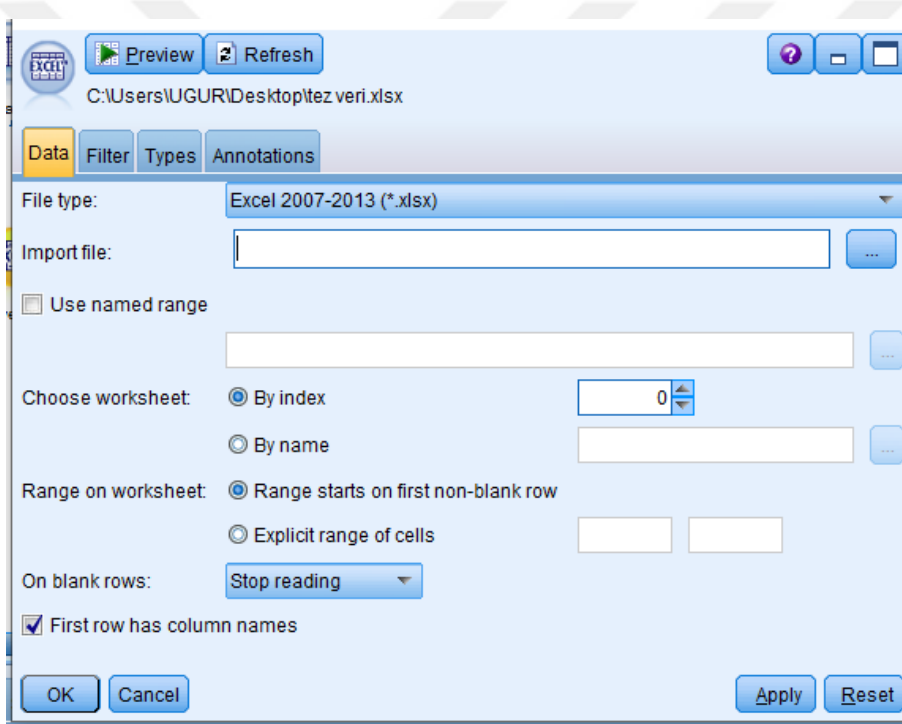 EXCEL Preview Refresh ?
C:\Users\UGUR\Desktop\tez veri.xlsx
Data Filter Types Annotations
File type: Excel 2007-2013 (*.xlsx)
Import file: ...
Use named range
...
Choose worksheet: By index 0
By name ...
Range on worksheet: Range starts on first non-blank row
Explicit range of cells
On blank rows: Stop reading
First row has column names
OK Cancel Apply Reset